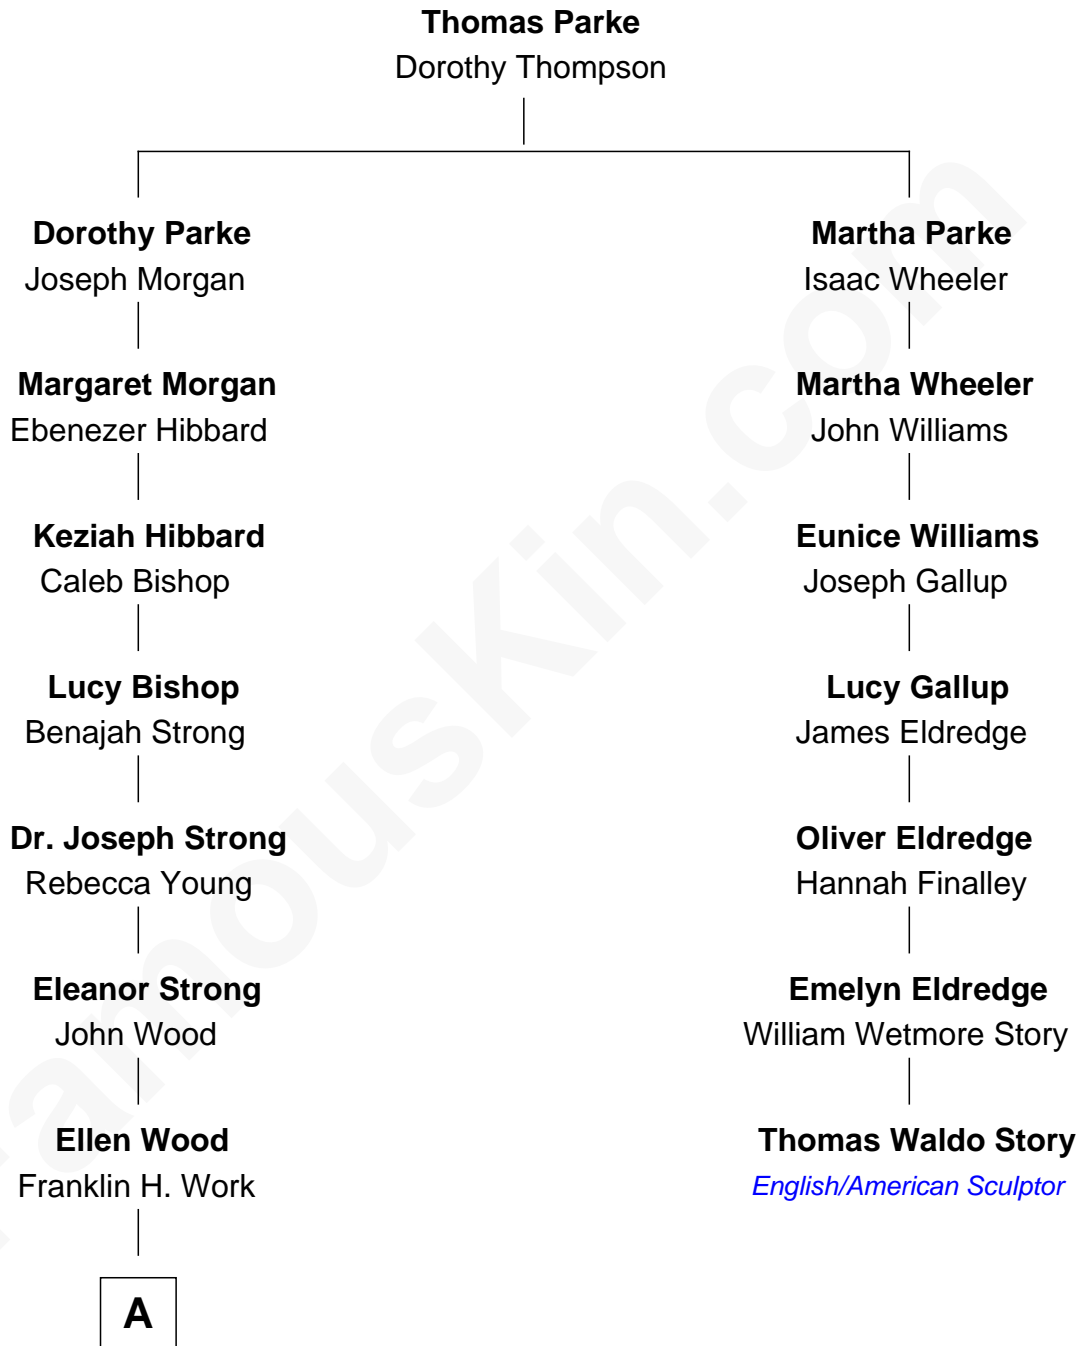 Thomas Parke
Dorothy Thompson
Dorothy Parke
Joseph Morgan
Martha Parke
Isaac Wheeler
Margaret Morgan
Ebenezer Hibbard
Martha Wheeler
John Williams
Keziah Hibbard
Caleb Bishop
Eunice Williams
Joseph Gallup
Lucy Bishop
Benajah Strong
Lucy Gallup
James Eldredge
Dr. Joseph Strong
Rebecca Young
Oliver Eldredge
Hannah Finalley
Eleanor Strong
John Wood
Emelyn Eldredge
William Wetmore Story
Ellen Wood
Franklin H. Work
Thomas Waldo Story
English/American Sculptor
A
FamousKin.com